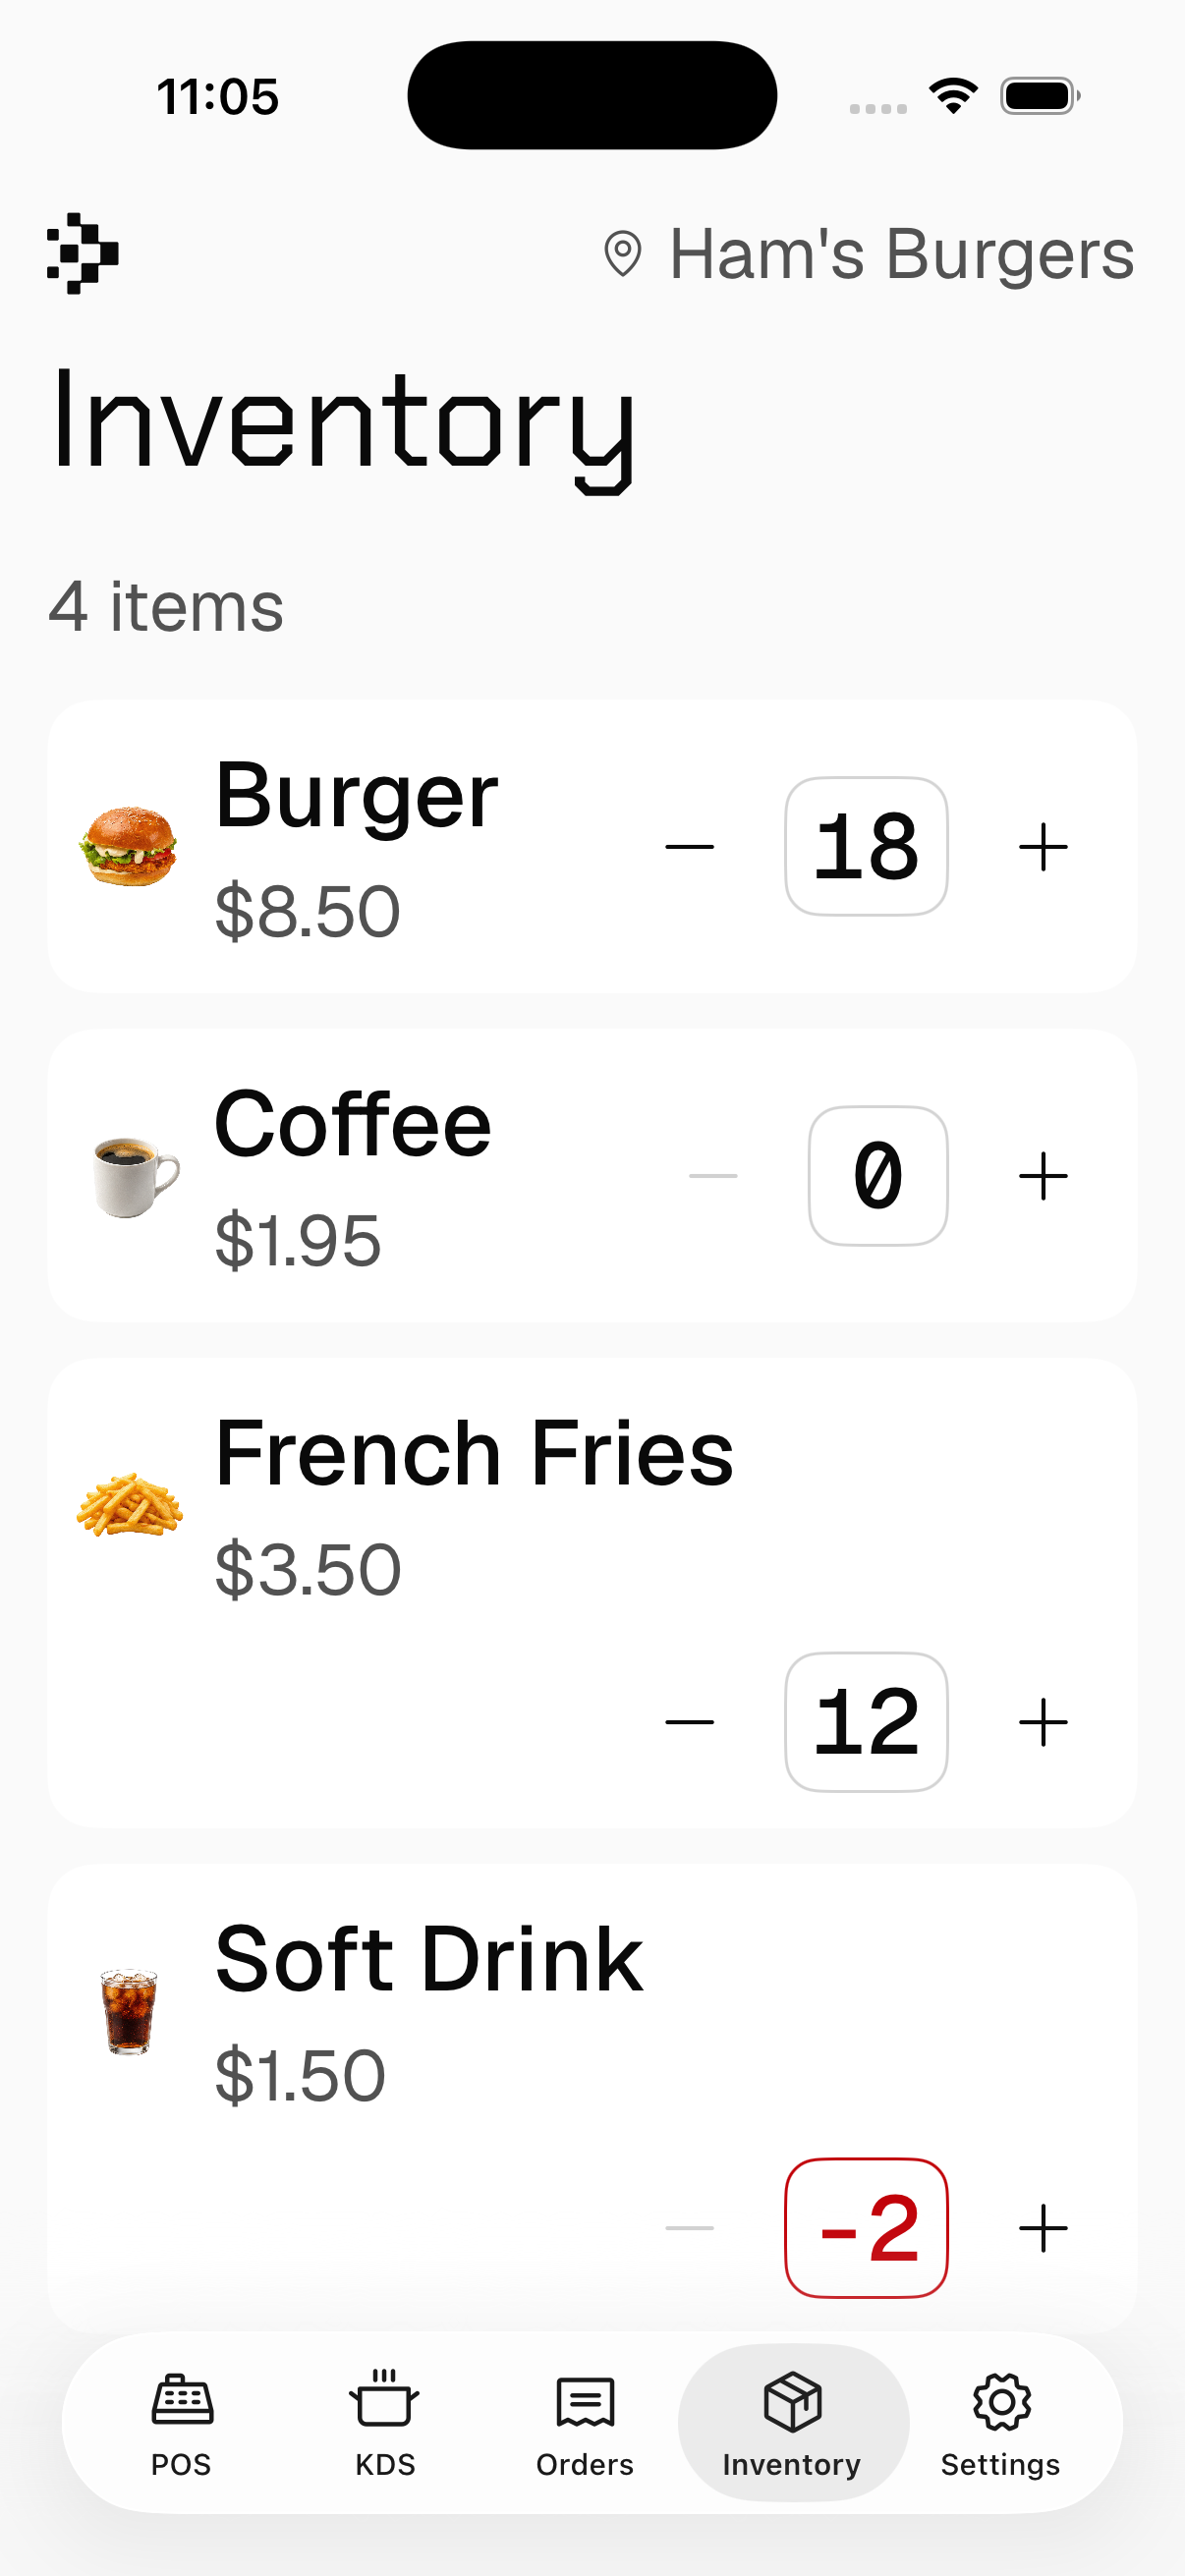 11:05
Ham's Burgers
Inventory
4 items
Burger
$8.50
18
Coffee
$1.95
0
French Fries
$3.50
12
Soft Drink
$1.50
-2
POS KDS Orders Inventory Settings